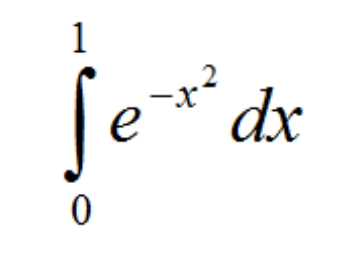 ∫₀¹ e^{-x²} dx